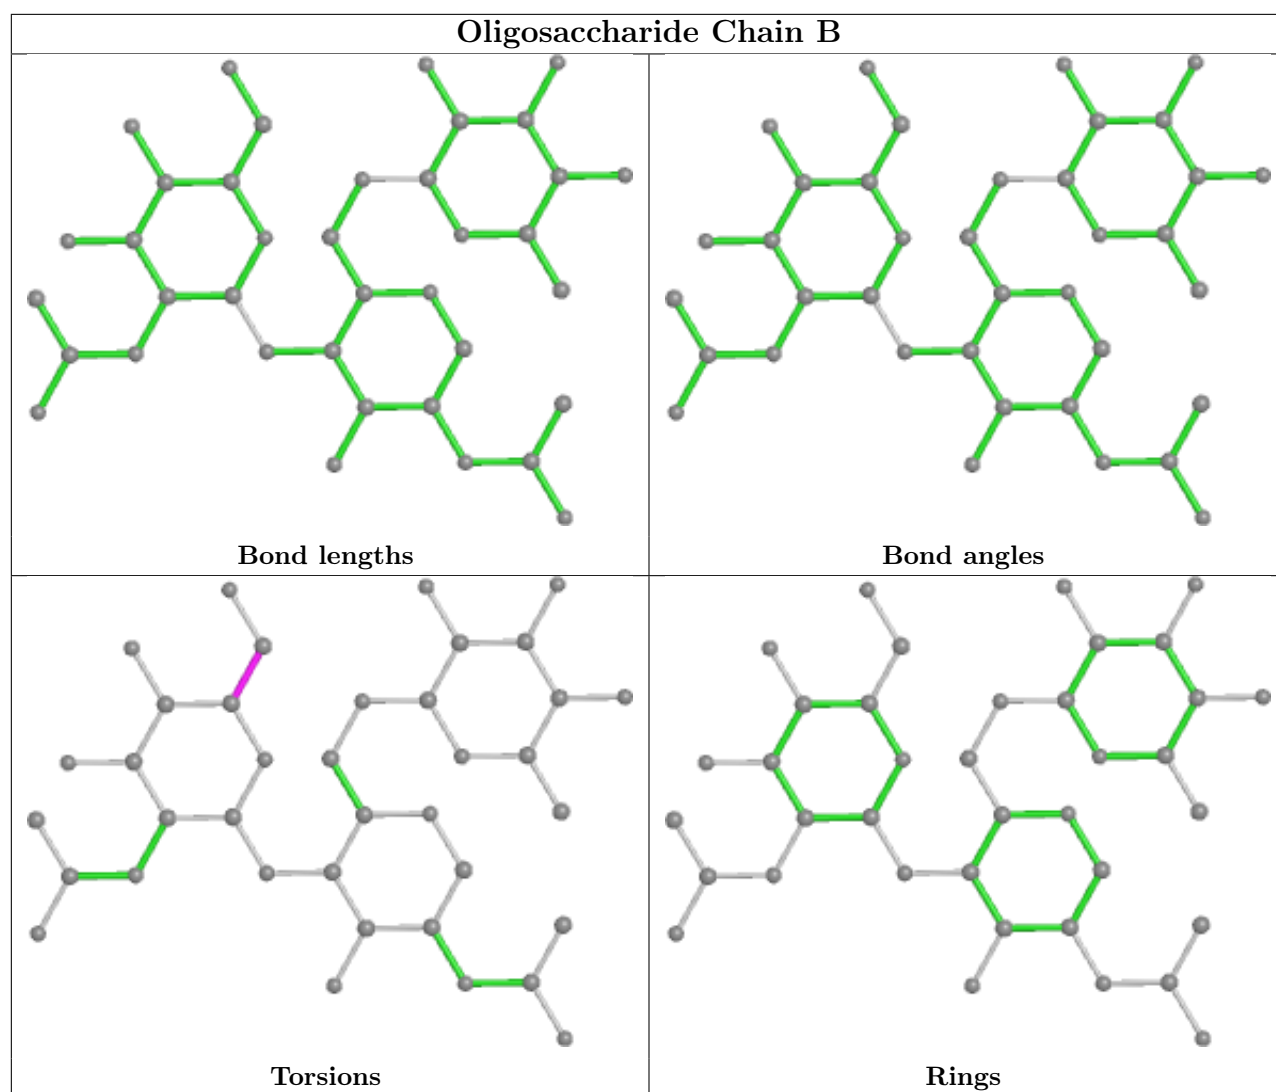 Oligosaccharide Chain B
Bond lengths
Bond angles
Torsions
Rings